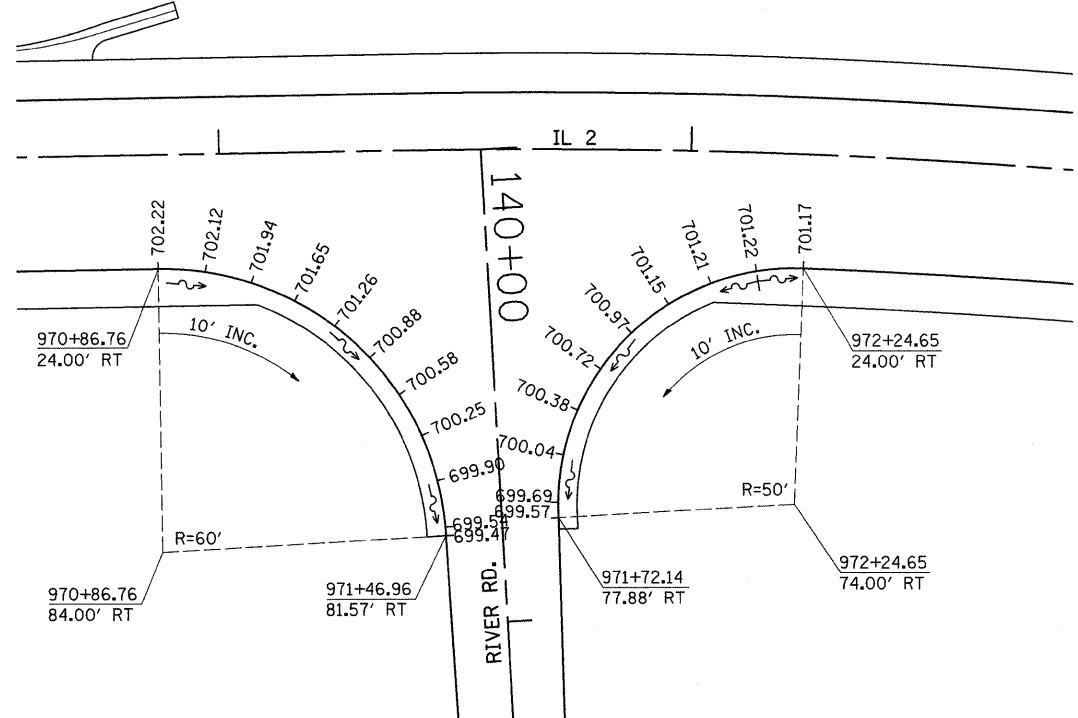 IL 2
140+00
702.22
702.12
701.94
701.65
701.26
700.88
700.58
700.25
699.90
699.54
699.47
701.17
701.22
701.21
701.15
700.97
700.72
700.38
700.04
699.69
699.57
970+86.76
24.00' RT
10' INC.
10' INC.
972+24.65
24.00' RT
R=60'
R=50'
970+86.76
84.00' RT
971+46.96
81.57' RT
RIVER RD.
971+72.14
77.88' RT
972+24.65
74.00' RT